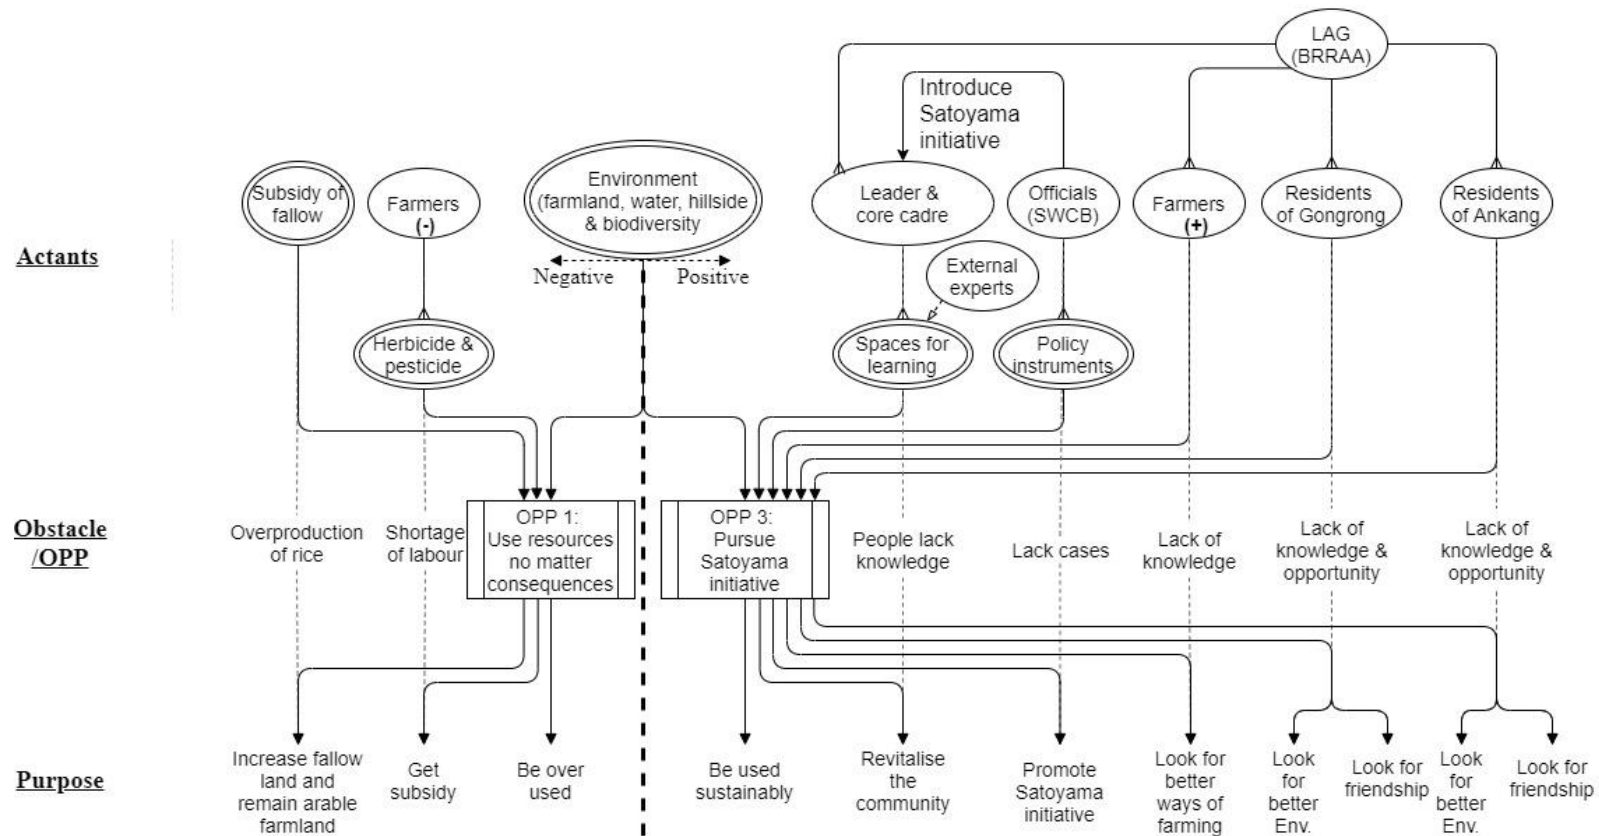 LAG
(BRRAA)
Introduce
Satoyama
initiative
Actants
Subsidy of
fallow
Farmers
(-)
Environment
(farmland, water, hillside
& biodiversity
Negative
Positive
Leader &
core cadre
Officials
(SWCB)
Farmers
(+)
Residents
of Gongrong
Residents
of Ankang
External
experts
Herbicide &
pesticide
Spaces for
learning
Policy
instruments
Obstacle
/OPP
Overproduction
of rice
Shortage
of labour
OPP 1:
Use resources
no matter
consequences
OPP 3:
Pursue
Satoyama
initiative
People lack
knowledge
Lack cases
Lack of
knowledge
Lack of
knowledge &
opportunity
Lack of
knowledge &
opportunity
Purpose
Increase fallow
land and
remain arable
farmland
Get
subsidy
Be over
used
Be used
sustainably
Revitalise
the
community
Promote
Satoyama
initiative
Look for
better
ways of
farming
Look
for
better
Env.
Look for
friendship
Look
for
better
Env.
Look for
friendship